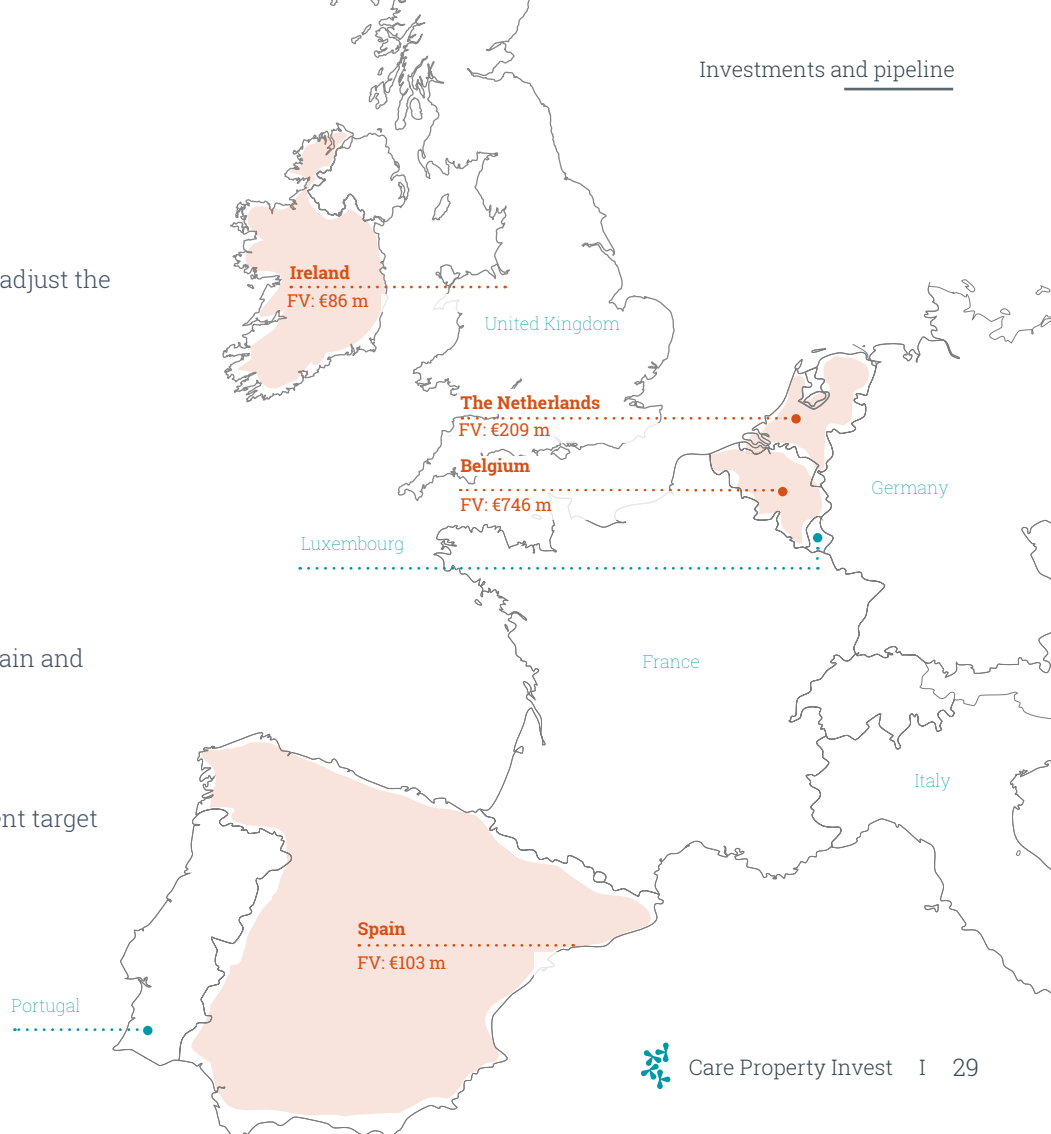 Investments and pipeline
adjust the
Ireland
FV: €86 m
United Kingdom
The Netherlands
FV: €209 m
Belgium
FV: €746 m
Germany
Luxembourg
ain and
France
Italy
nt target
Spain
FV: €103 m
Portugal
Care Property Invest I 29